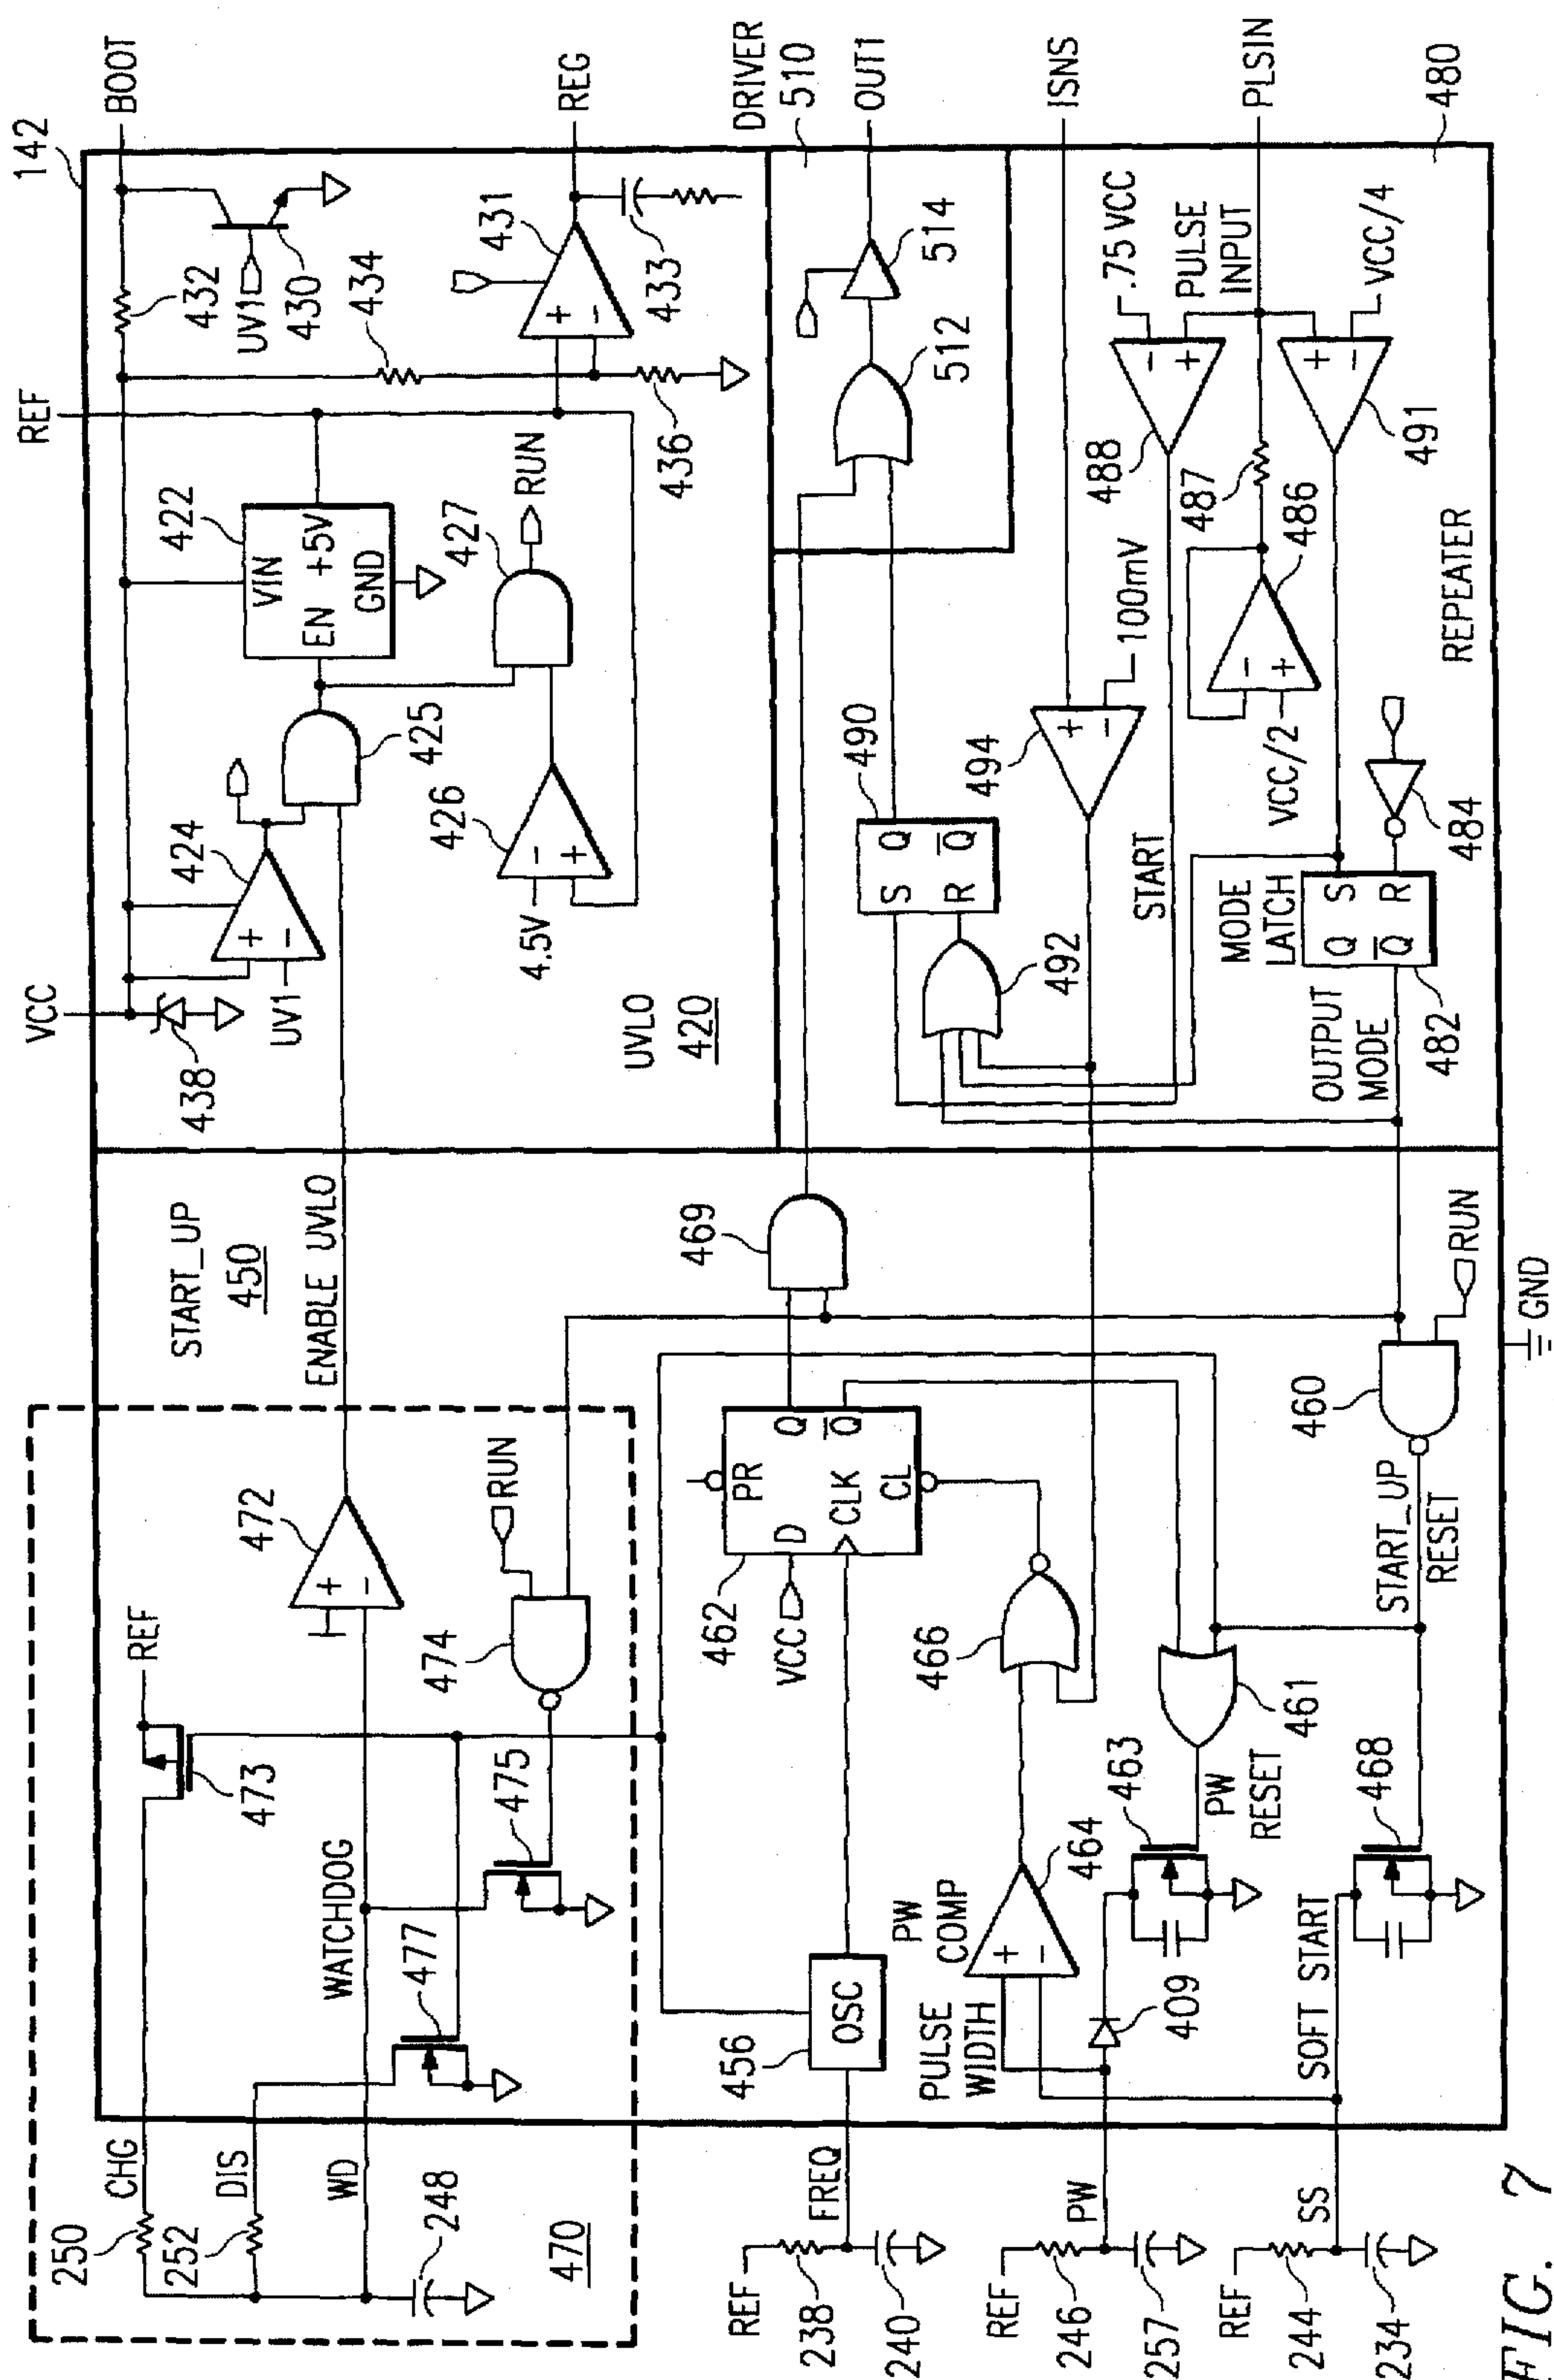 142
BOOT
REG
DRIVER
510
OUT1
ISNS
PLSIN
480
VCC
REF
432
UV1
430
434
431
+
−
433
436
422
VIN
EN +5V
GND
RUN
427
425
424
+
−
UV1
438
426
−
+
4.5V
UVLO
420
514
512
.75 VCC
−
+
488
PULSE
INPUT
+
−
VCC/4
491
487
486
−
+
VCC/2
REPEATER
100mV
+
−
494
490
S Q
R Q
492
START
MODE
LATCH
Q S
Q R
484
482
OUTPUT
MODE
START_UP
450
ENABLE UVLO
469
RUN
GND
460
START_UP
RESET
472
+
−
RUN
474
REF
473
475
WATCHDOG
477
CHG
DIS
WD
250
252
248
470
PR
D Q
CLK Q
CL
462
VCC
466
461
PW
RESET
463
464
PW
COMP
+
−
PULSE
WIDTH
409
468
SOFT START
OSC
456
FREQ
REF
238
240
PW
REF
246
257
SS
REF
244
234
FIG. 7